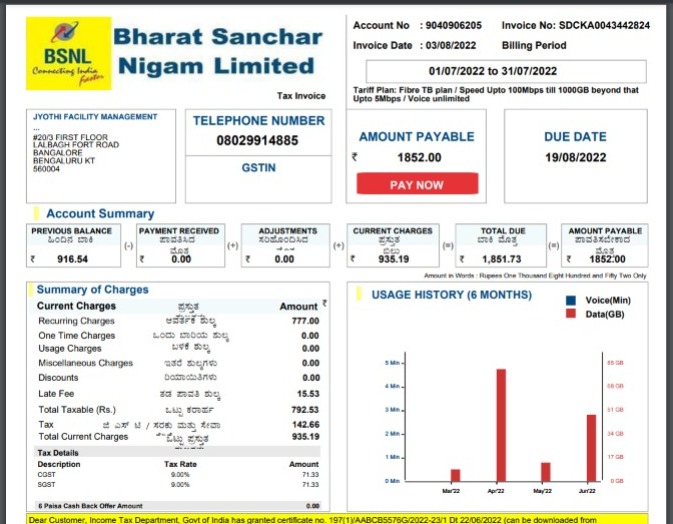 BSNL
Connecting India
faster
Bharat Sanchar
Nigam Limited
Tax Invoice
Account No : 9040906205
Invoice No: SDCKA0043442824
Invoice Date : 03/08/2022
Billing Period
01/07/2022 to 31/07/2022
Tariff Plan: Fibre TB plan / Speed Upto 100Mbps till 1000GB beyond that
Upto 5Mbps / Voice unlimited
JYOTHI FACILITY MANAGEMENT
...
#20/3 FIRST FLOOR
LALBAGH FORT ROAD
BANGALORE
BENGALURU KT
560004
TELEPHONE NUMBER
08029914885
GSTIN
AMOUNT PAYABLE
₹ 1852.00
PAY NOW
DUE DATE
19/08/2022
Account Summary
PREVIOUS BALANCE
ಹಿಂದಿನ ಬಾಕಿ
₹ 916.54
(-)
PAYMENT RECEIVED
ಪಾವತಿಸಿದ
ಮೊತ್ತ
₹ 0.00
(+)
ADJUSTMENTS
ಸರಿಹೊಂದಿಸಿದ
ಮೊತ್ತ
₹ 0.00
(+)
CURRENT CHARGES
ಪ್ರಸ್ತುತ
ಬಿಲ್ಲು
₹ 935.19
(=)
TOTAL DUE
ಬಾಕಿ ಮೊತ್ತ
₹ 1,851.73
(=)
AMOUNT PAYABLE
ಪಾವತಿಸಬೇಕಾದ
ಮೊತ್ತ
₹ 1852.00
Amount in Words : Rupees One Thousand Eight Hundred and Fifty Two Only
Summary of Charges
Current Charges ಪ್ರಸ್ತುತ ಶುಲ್ಕ Amount ₹
Recurring Charges ಆವರ್ತಕ ಶುಲ್ಕ 777.00
One Time Charges ಒಂದು ಬಾರಿಯ ಶುಲ್ಕ 0.00
Usage Charges ಬಳಕೆ ಶುಲ್ಕ 0.00
Miscellaneous Charges ಇತರೆ ಶುಲ್ಕಗಳು 0.00
Discounts ರಿಯಾಯಿತಿಗಳು 0.00
Late Fee ತಡ ಪಾವತಿ ಶುಲ್ಕ 15.53
Total Taxable (Rs.) ಒಟ್ಟು ಕರಾರ್ಹ 792.53
Tax ಜಿ ಎಸ್ ಟಿ / ಸರಕು ಮತ್ತು ಸೇವಾ 142.66
Total Current Charges ಒಟ್ಟು ಪ್ರಸ್ತುತ 935.19
Tax Details
Description Tax Rate Amount
CGST 9.00% 71.33
SGST 9.00% 71.33
6 Paisa Cash Back Offer Amount 0.00
USAGE HISTORY (6 MONTHS)
Voice(Min)
Data(GB)
5 Min
4 Min
3 Min
2 Min
1 Min
0 Min
51 GB
34 GB
17 GB
0 GB
Mar'22
Apr'22
May'22
Jun'22
Dear Customer, Income Tax Department, Govt of India has granted certificate no. 197(1)/AABCB5576G/2022-23/1 Dt 22/06/2022 (can be downloaded from